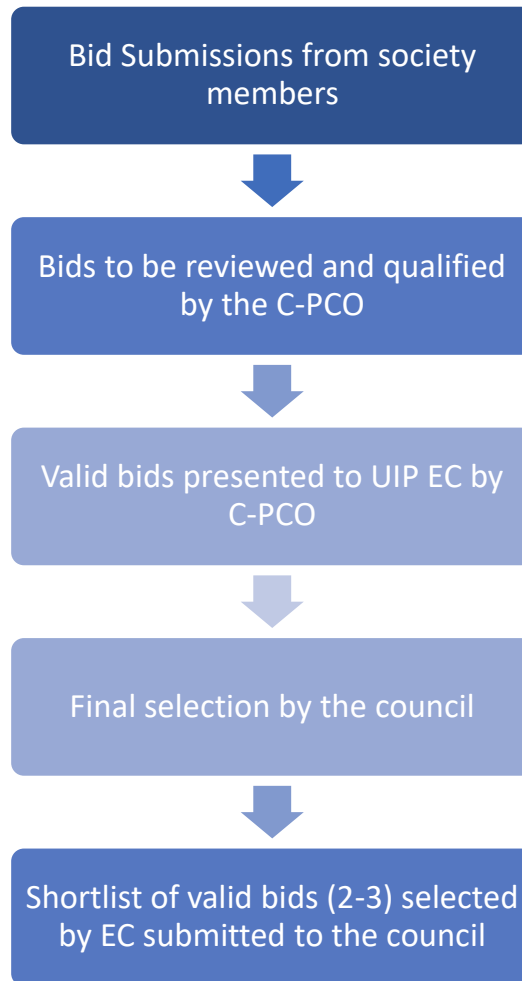 Bid Submissions from society
members
Bids to be reviewed and qualified
by the C-PCO
Valid bids presented to UIP EC by
C-PCO
Final selection by the council
Shortlist of valid bids (2-3) selected
by EC submitted to the council